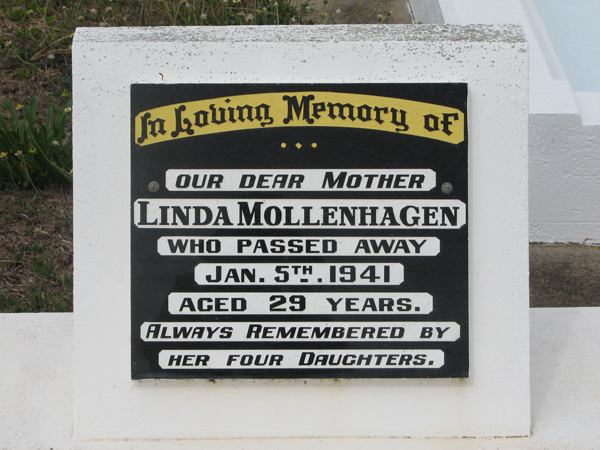 In Loving Memory of
OUR DEAR MOTHER
LINDA MOLLENHAGEN
WHO PASSED AWAY
JAN. 5TH. 1941
AGED 29 YEARS.
ALWAYS REMEMBERED BY
HER FOUR DAUGHTERS.